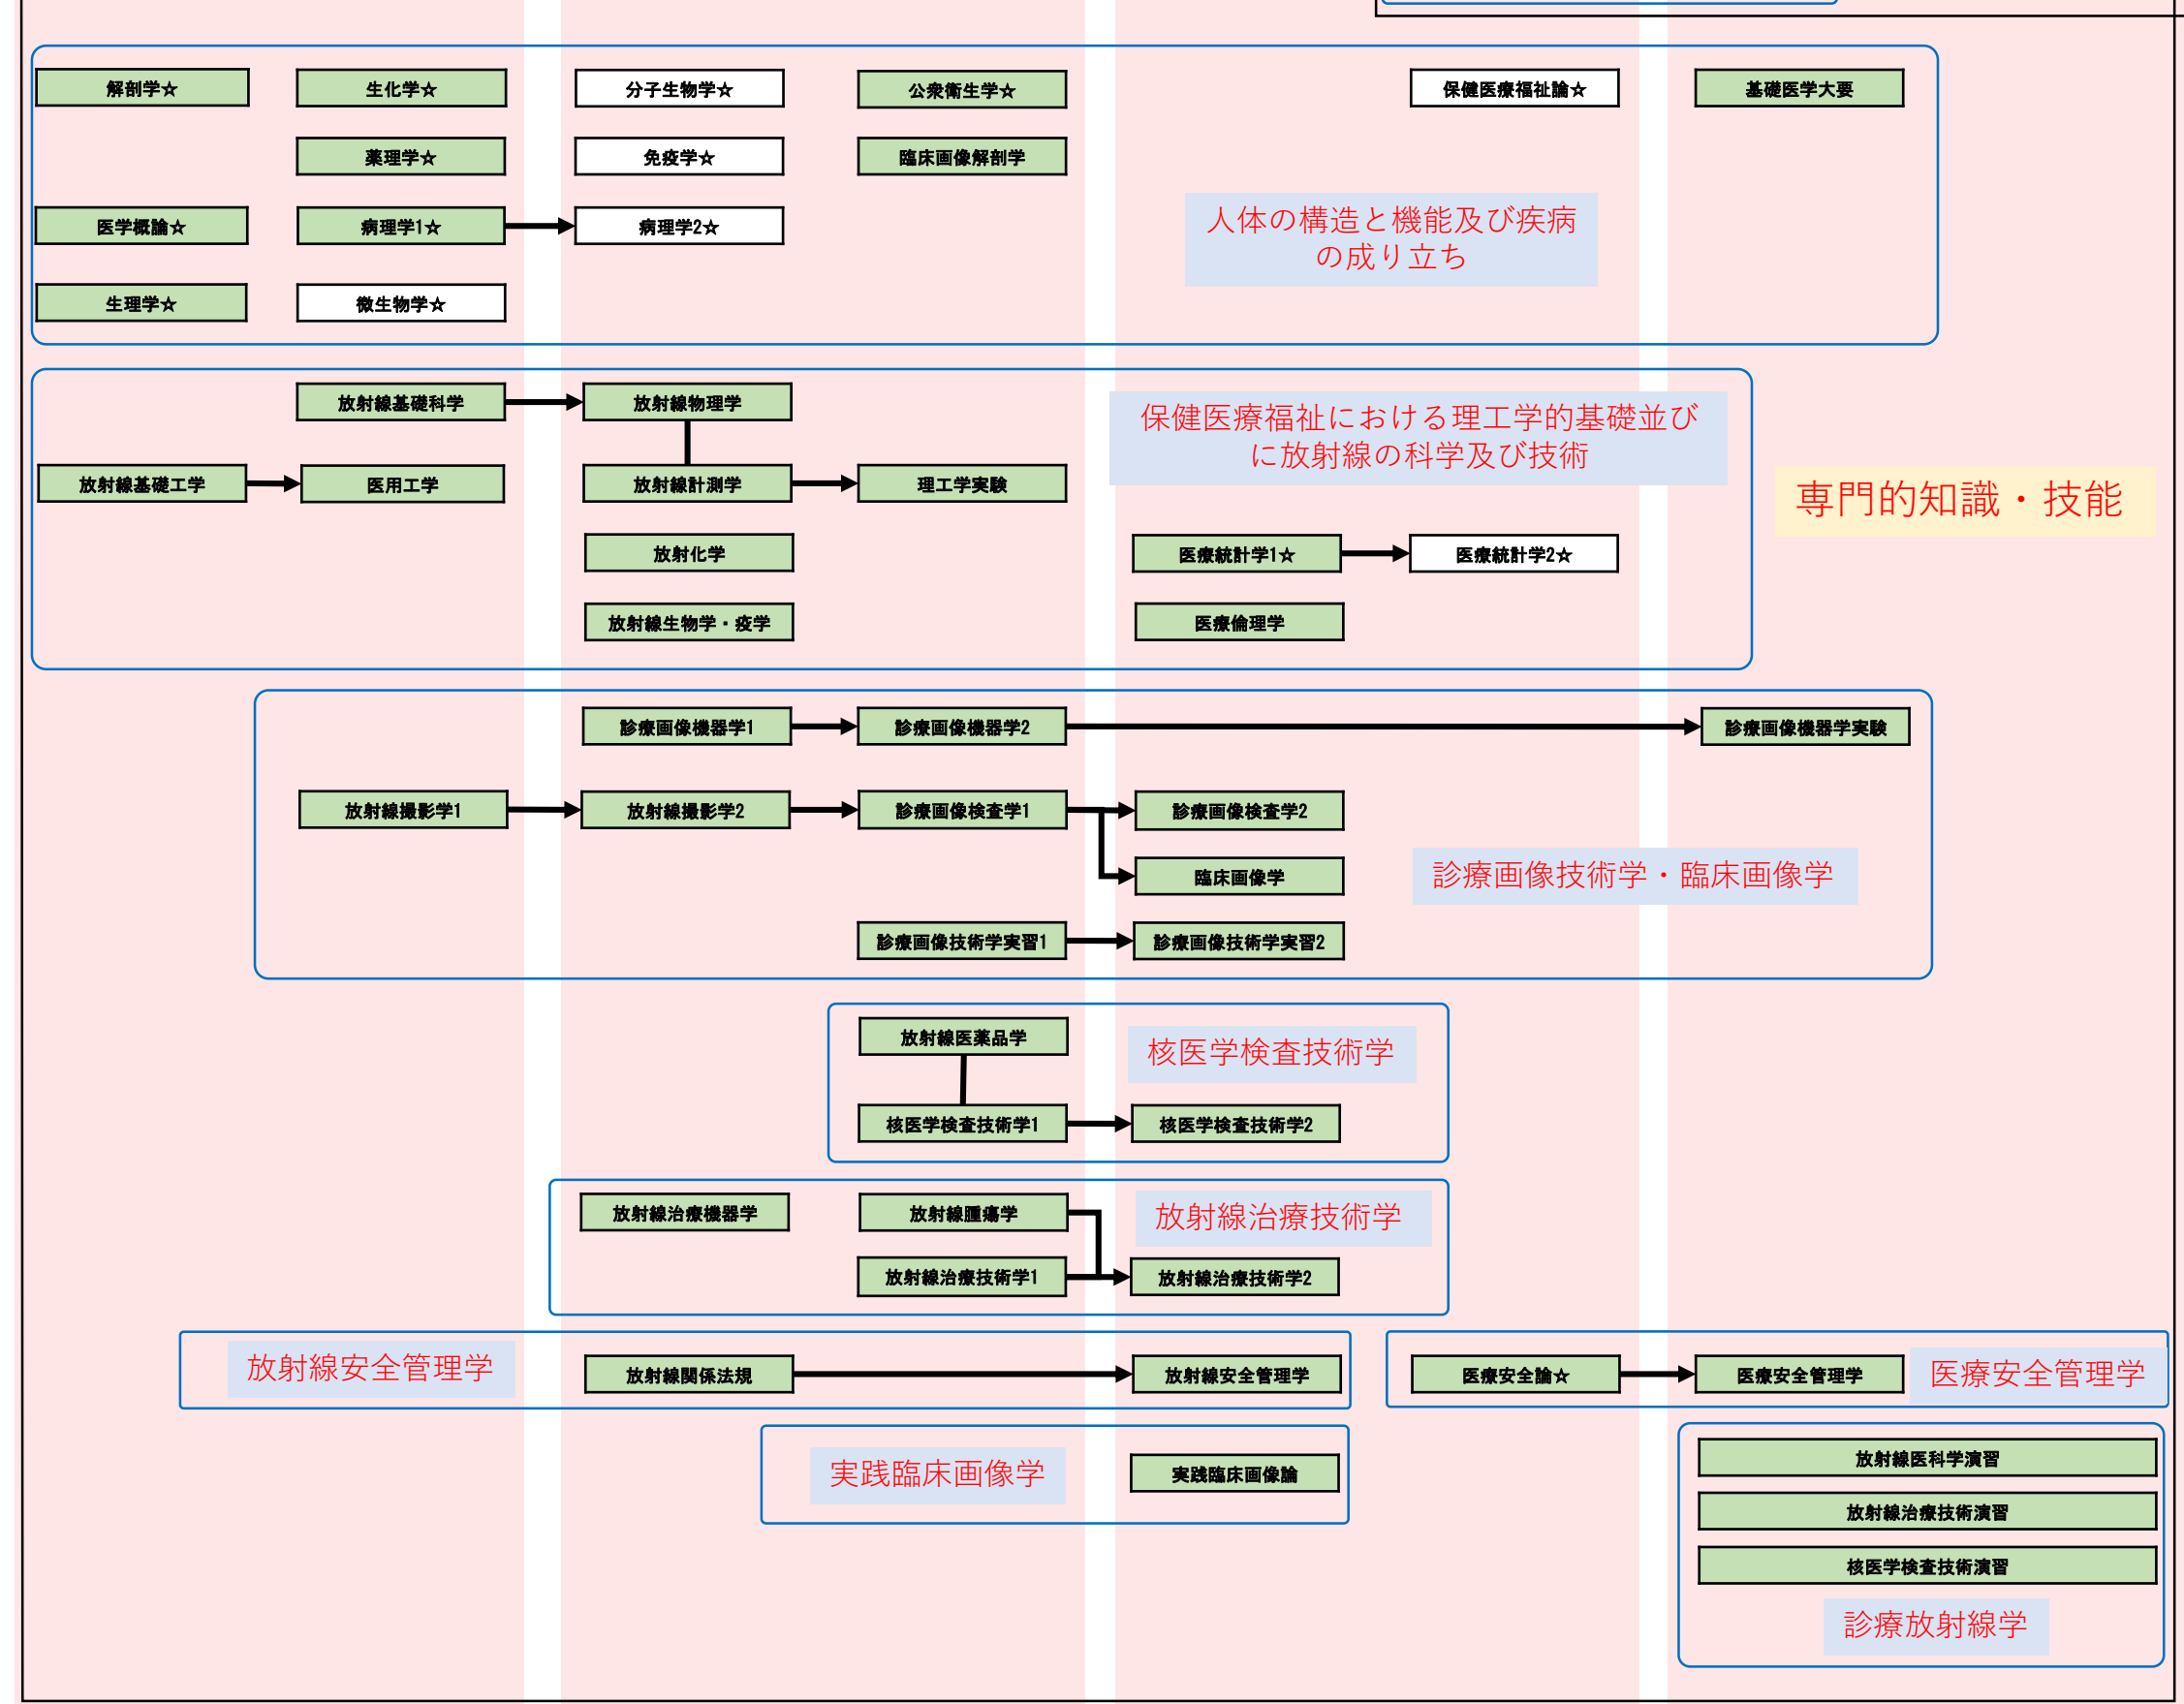 解剖学☆
生化学☆
分子生物学☆
公衆衛生学☆
保健医療福祉論☆
基礎医学大要
薬理学☆
免疫学☆
臨床画像解剖学
医学概論☆
病理学1☆
病理学2☆
人体の構造と機能及び疾病
の成り立ち
生理学☆
微生物学☆
放射線基礎科学
放射線物理学
保健医療福祉における理工学的基礎並び
に放射線の科学及び技術
放射線基礎工学
医用工学
放射線計測学
理工学実験
専門的知識・技能
放射化学
医療統計学1☆
医療統計学2☆
放射線生物学・疫学
医療倫理学
診療画像機器学1
診療画像機器学2
診療画像機器学実験
放射線撮影学1
放射線撮影学2
診療画像検査学1
診療画像検査学2
臨床画像学
診療画像技術学・臨床画像学
診療画像技術学実習1
診療画像技術学実習2
放射線医薬品学
核医学検査技術学
核医学検査技術学1
核医学検査技術学2
放射線治療機器学
放射線腫瘍学
放射線治療技術学
放射線治療技術学1
放射線治療技術学2
放射線安全管理学
放射線関係法規
放射線安全管理学
医療安全論☆
医療安全管理学
医療安全管理学
実践臨床画像学
実践臨床画像論
放射線医科学演習
放射線治療技術演習
核医学検査技術演習
診療放射線学